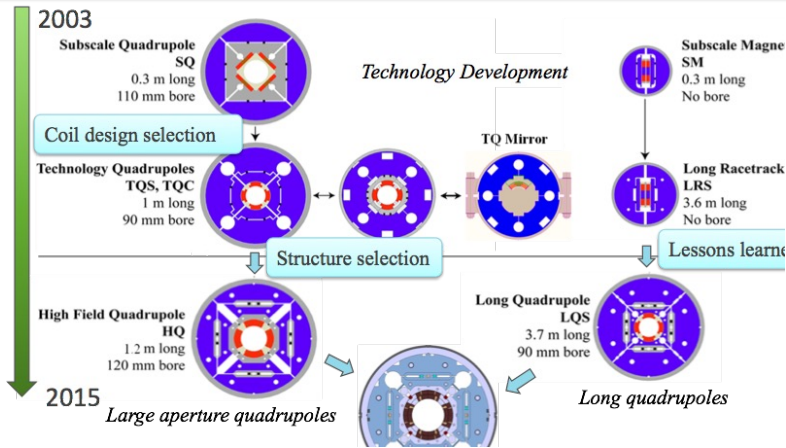 2003
Subscale Quadrupole
SQ
0.3 m long
110 mm bore
Technology Development
Subscale Magne
SM
0.3 m long
No bore
Coil design selection
TQ Mirror
Technology Quadrupoles
TQS, TQC
1 m long
90 mm bore
Long Racetrack
LRS
3.6 m long
No bore
Structure selection
Lessons learne
High Field Quadrupole
HQ
1.2 m long
120 mm bore
Long Quadrupole
LQS
3.7 m long
90 mm bore
2015
Large aperture quadrupoles
Long quadrupoles